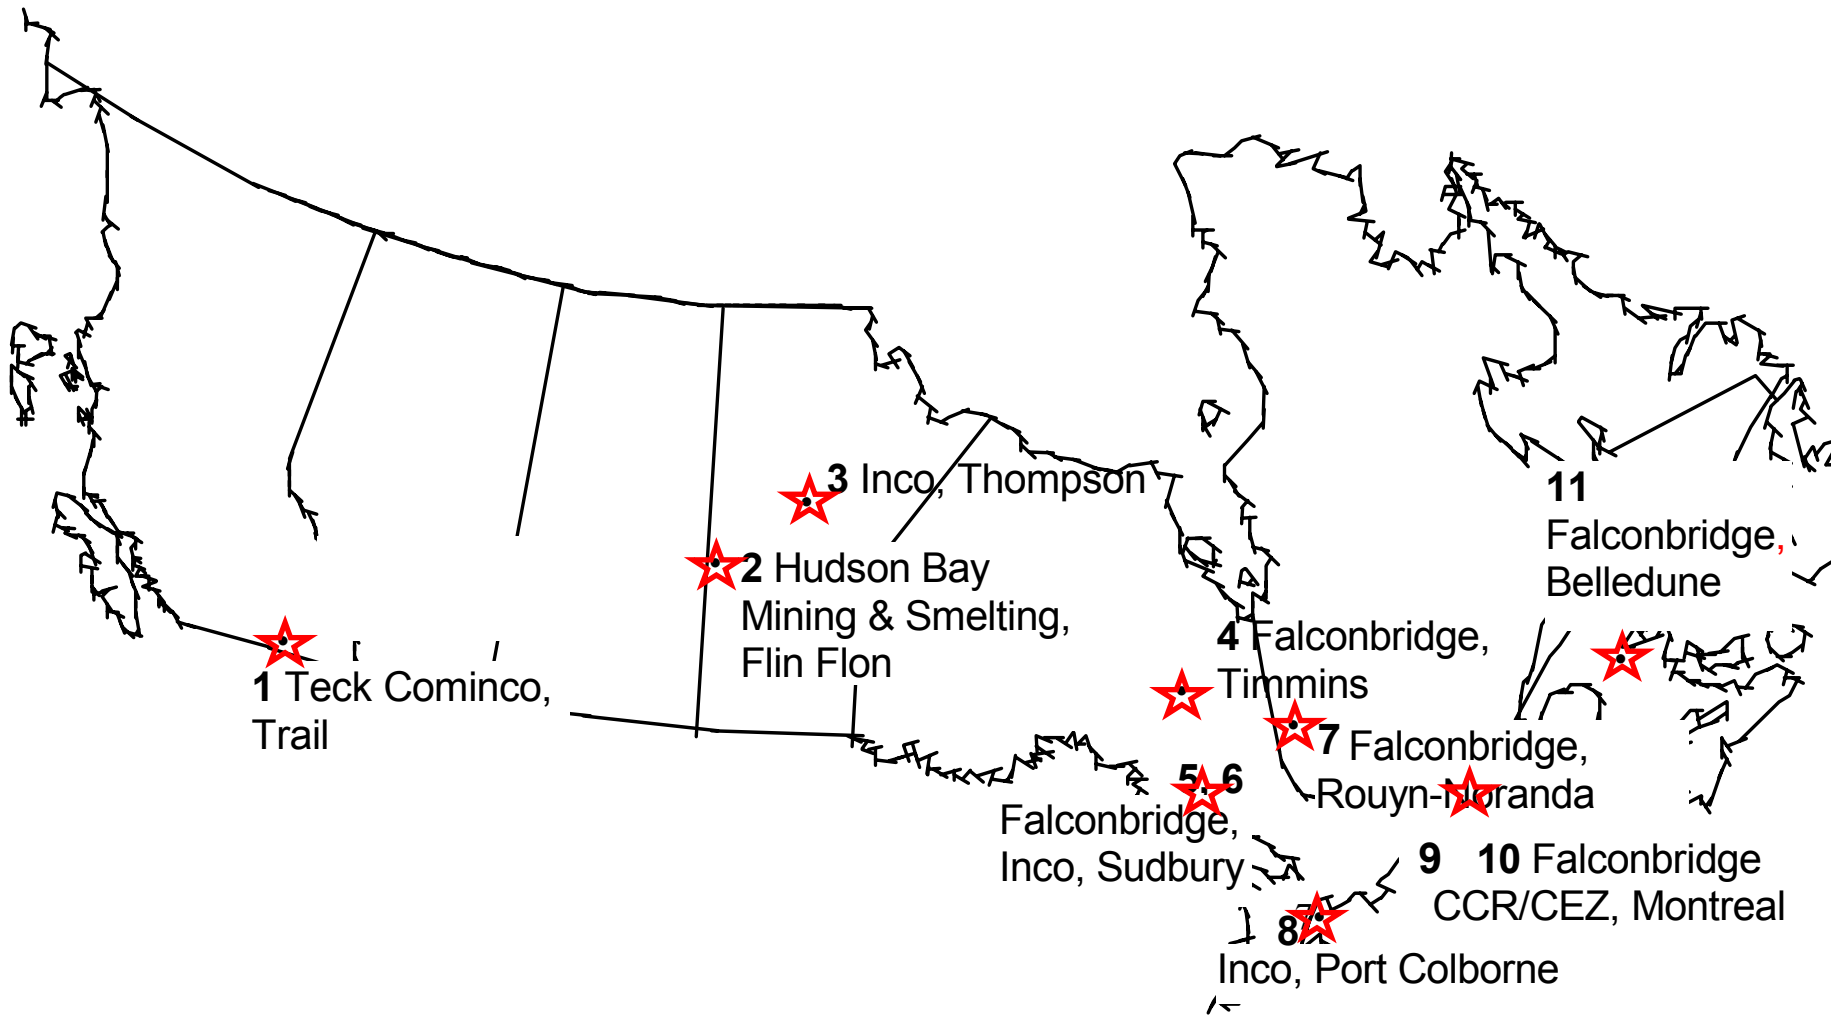 3 Inco, Thompson
11
Falconbridge,
Belledune
2 Hudson Bay
Mining & Smelting,
Flin Flon
4 Falconbridge,
Timmins
1 Teck Cominco,
Trail
7 Falconbridge,
Rouyn-Noranda
5, 6
Falconbridge,
Inco, Sudbury
9 10 Falconbridge
CCR/CEZ, Montreal
8
Inco, Port Colborne